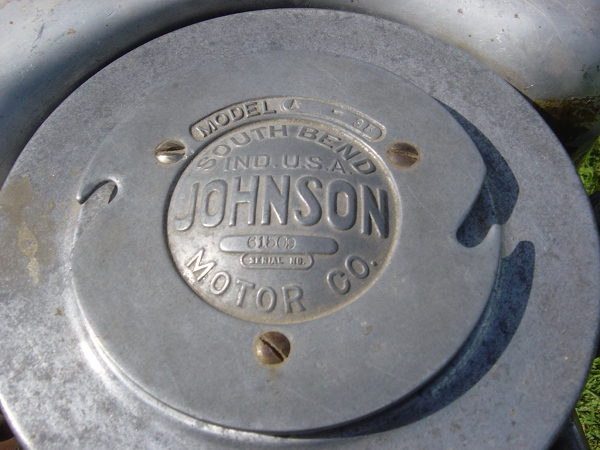 MODEL A
SOUTH BEND
IND. U.S.A
JOHNSON
SERIAL NO.
MOTOR CO.